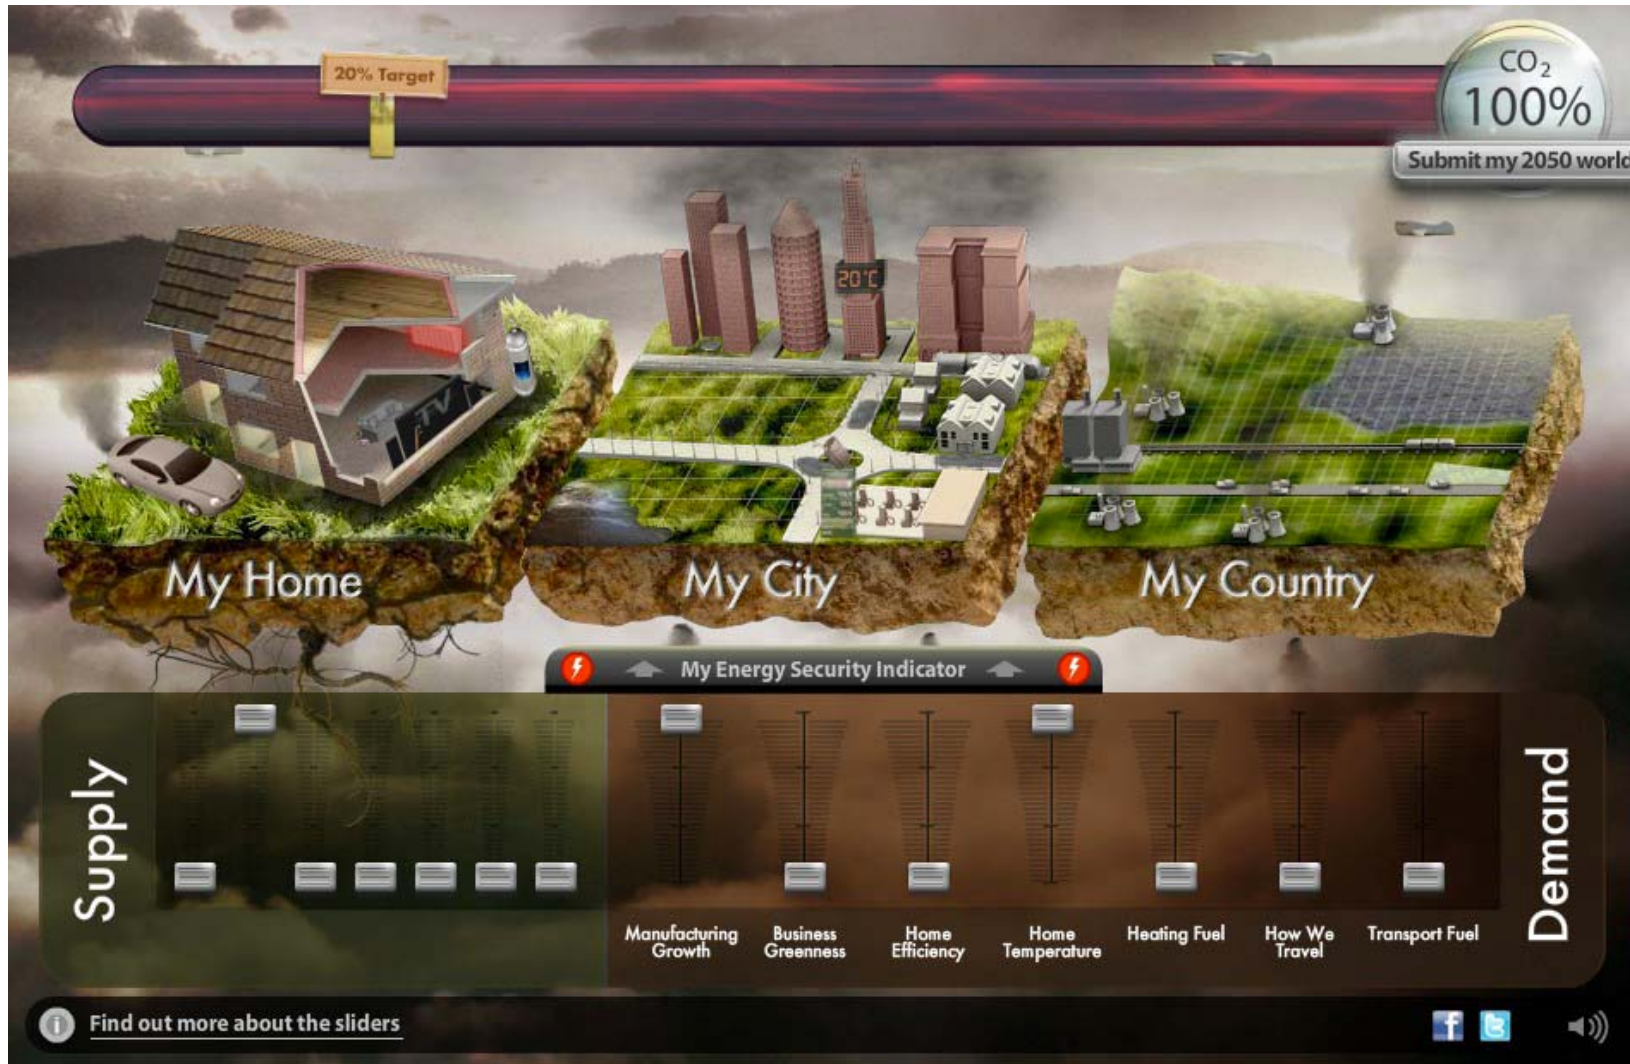 20% Target
CO₂
100%
Submit my 2050 world
20°C
TV
My Home
My City
My Country
My Energy Security Indicator
Supply
Manufacturing
Growth
Business
Greenness
Home
Efficiency
Home
Temperature
Heating Fuel
How We
Travel
Transport Fuel
Demand
Find out more about the sliders